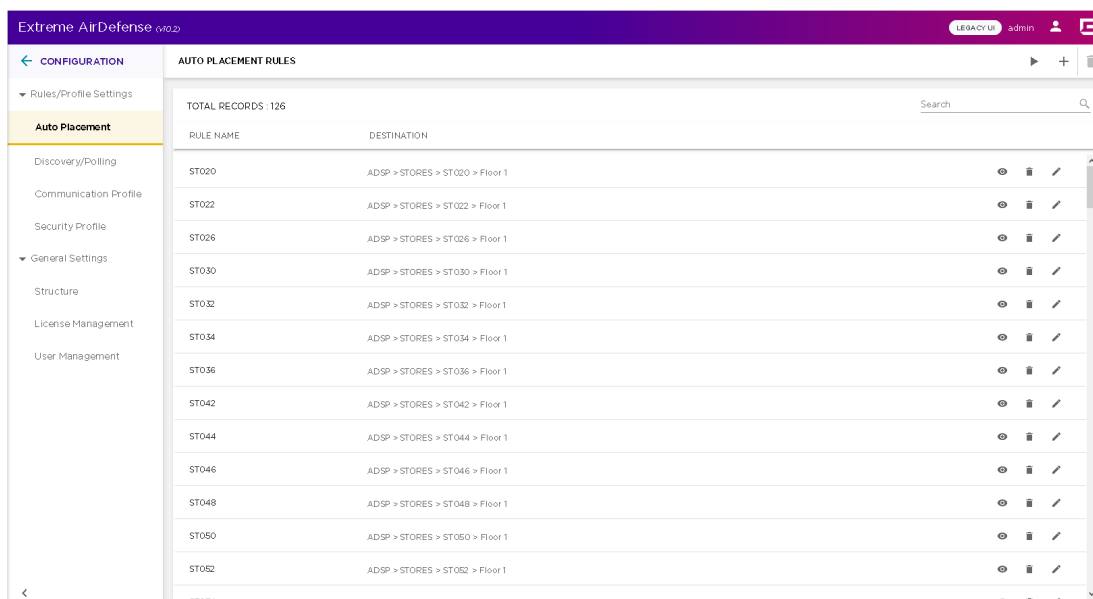 Extreme AirDefense (v10.2)
LEGACY UI admin
CONFIGURATION
AUTO PLACEMENT RULES
Rules/Profile Settings
Auto Placement
Discovery/Polling
Communication Profile
Security Profile
General Settings
Structure
License Management
User Management
TOTAL RECORDS : 126
Search
RULE NAME DESTINATION
ST020 ADSP > STORES > ST020 > Floor 1
ST022 ADSP > STORES > ST022 > Floor 1
ST026 ADSP > STORES > ST026 > Floor 1
ST030 ADSP > STORES > ST030 > Floor 1
ST032 ADSP > STORES > ST032 > Floor 1
ST034 ADSP > STORES > ST034 > Floor 1
ST036 ADSP > STORES > ST036 > Floor 1
ST042 ADSP > STORES > ST042 > Floor 1
ST044 ADSP > STORES > ST044 > Floor 1
ST046 ADSP > STORES > ST046 > Floor 1
ST048 ADSP > STORES > ST048 > Floor 1
ST050 ADSP > STORES > ST050 > Floor 1
ST052 ADSP > STORES > ST052 > Floor 1